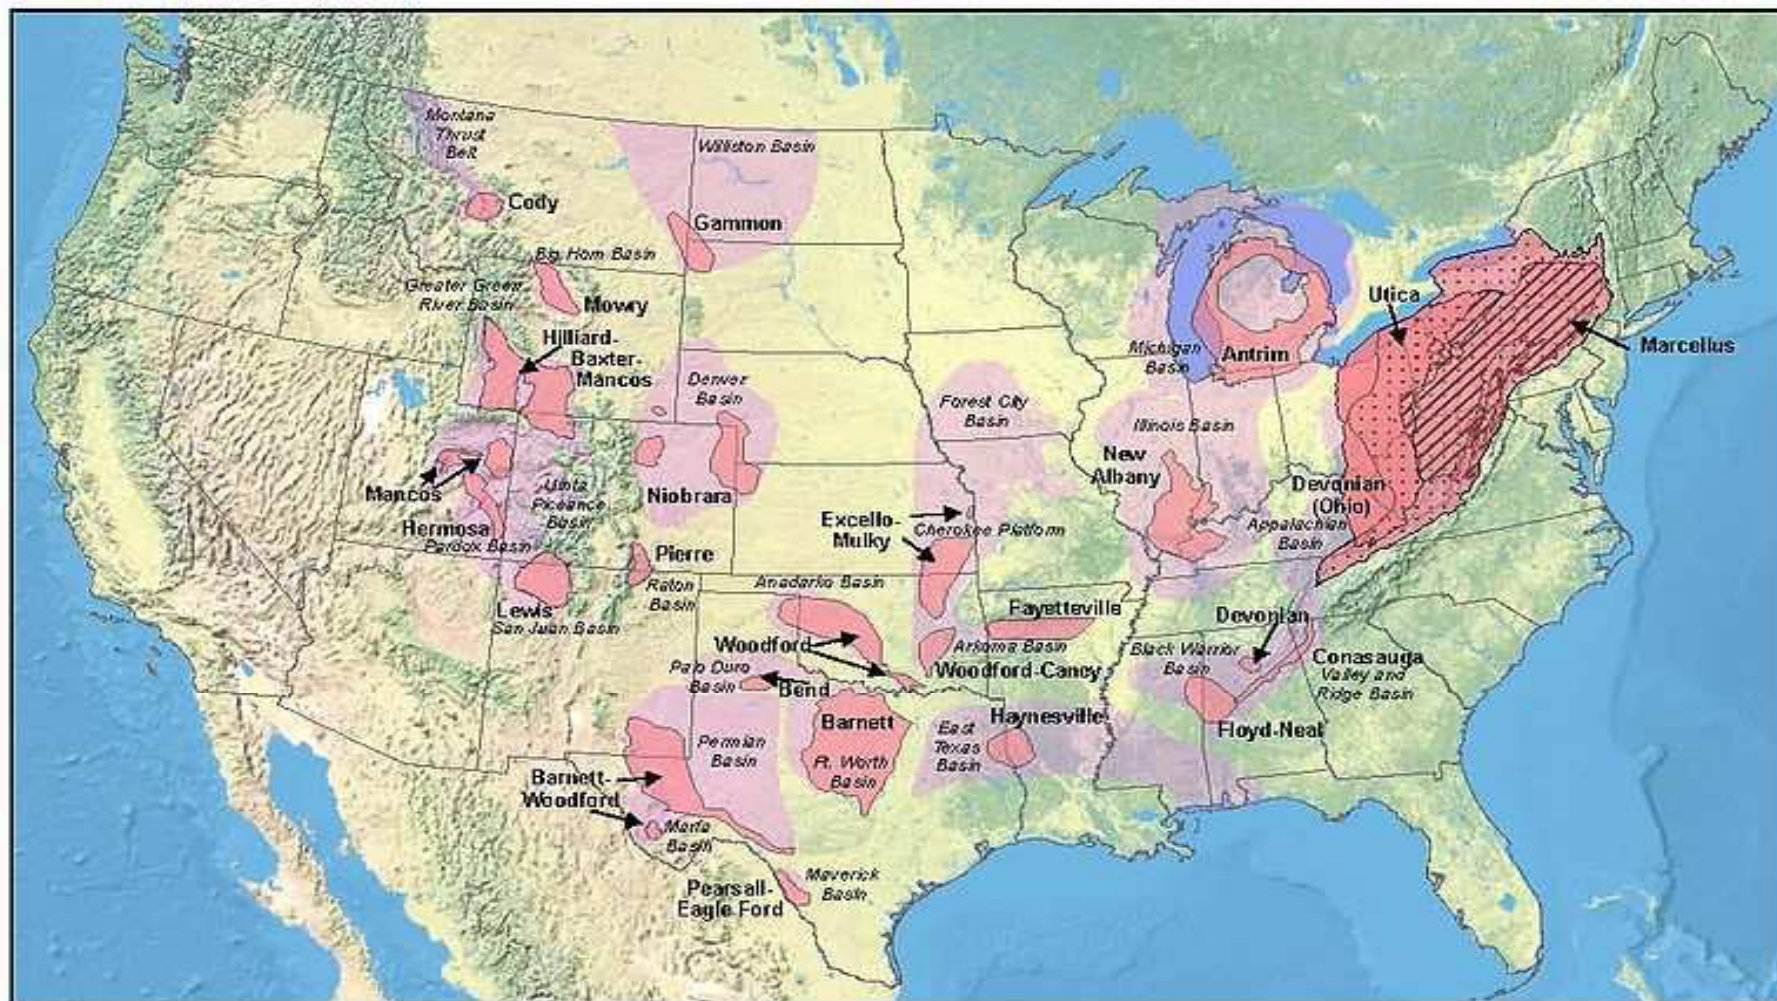 Montana
Thrust
Belt
Williston Basin
Cody
Gammon
Big Horn Basin
Greater Green
River Basin
Mowry
Utica
Hilliard-
Baxter-
Mancos
Marcellus
Michigan
Basin
Antrim
Denver
Basin
Forest City
Basin
Illinois Basin
New
Albany
Mancos
Uinta
Piceance
Basin
Niobrara
Devonian
(Ohio)
Hermosa
Pardox Basin
Excello-
Mulky
Cherokee Platform
Appalachian
Basin
Pierre
Raton
Basin
Anadarko Basin
Lewis
San Juan Basin
Fayetteville
Devonian
Woodford
Arkoma Basin
Black Warrior
Basin
Palo Duro
Basin
Woodford-Caney
Conasauga
Valley and
Ridge Basin
Bend
Barnett
Haynesville
Permian
Basin
Ft. Worth
Basin
East
Texas
Basin
Floyd-Neal
Barnett-
Woodford
Marfa
Basin
Pearsall-
Eagle Ford
Maverick
Basin